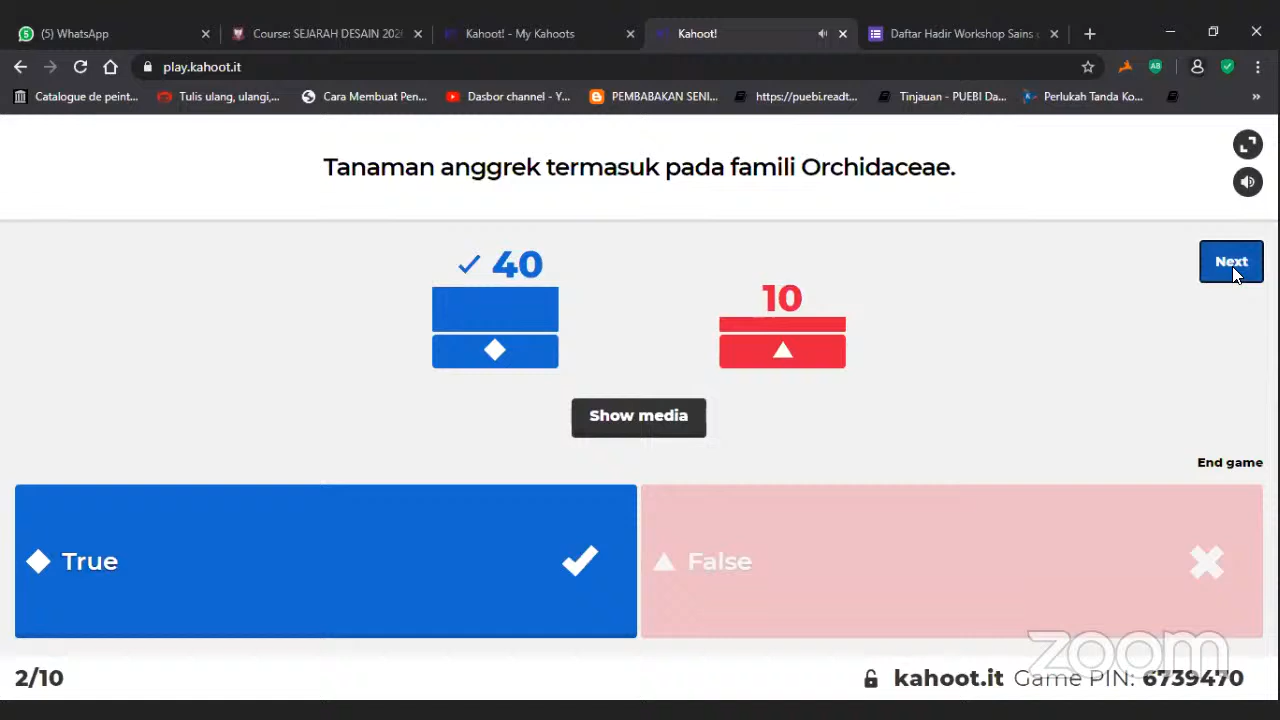 (5) WhatsApp
Course: SEJARAH DESAIN 202
Kahoot! - My Kahoots
Kahoot!
Daftar Hadir Workshop Sains
play.kahoot.it
Catalogue de peint...
Tulis ulang, ulangi,...
Cara Membuat Pen...
Dasbor channel - Y...
PEMBABAKAN SENI...
https://puebi.readt...
Tinjauan - PUEBI Da...
Perlukah Tanda Ko...
»
Tanaman anggrek termasuk pada famili Orchidaceae.
40
10
Next
Show media
End game
True
False
zoom
2/10
kahoot.it Game PIN: 6739470